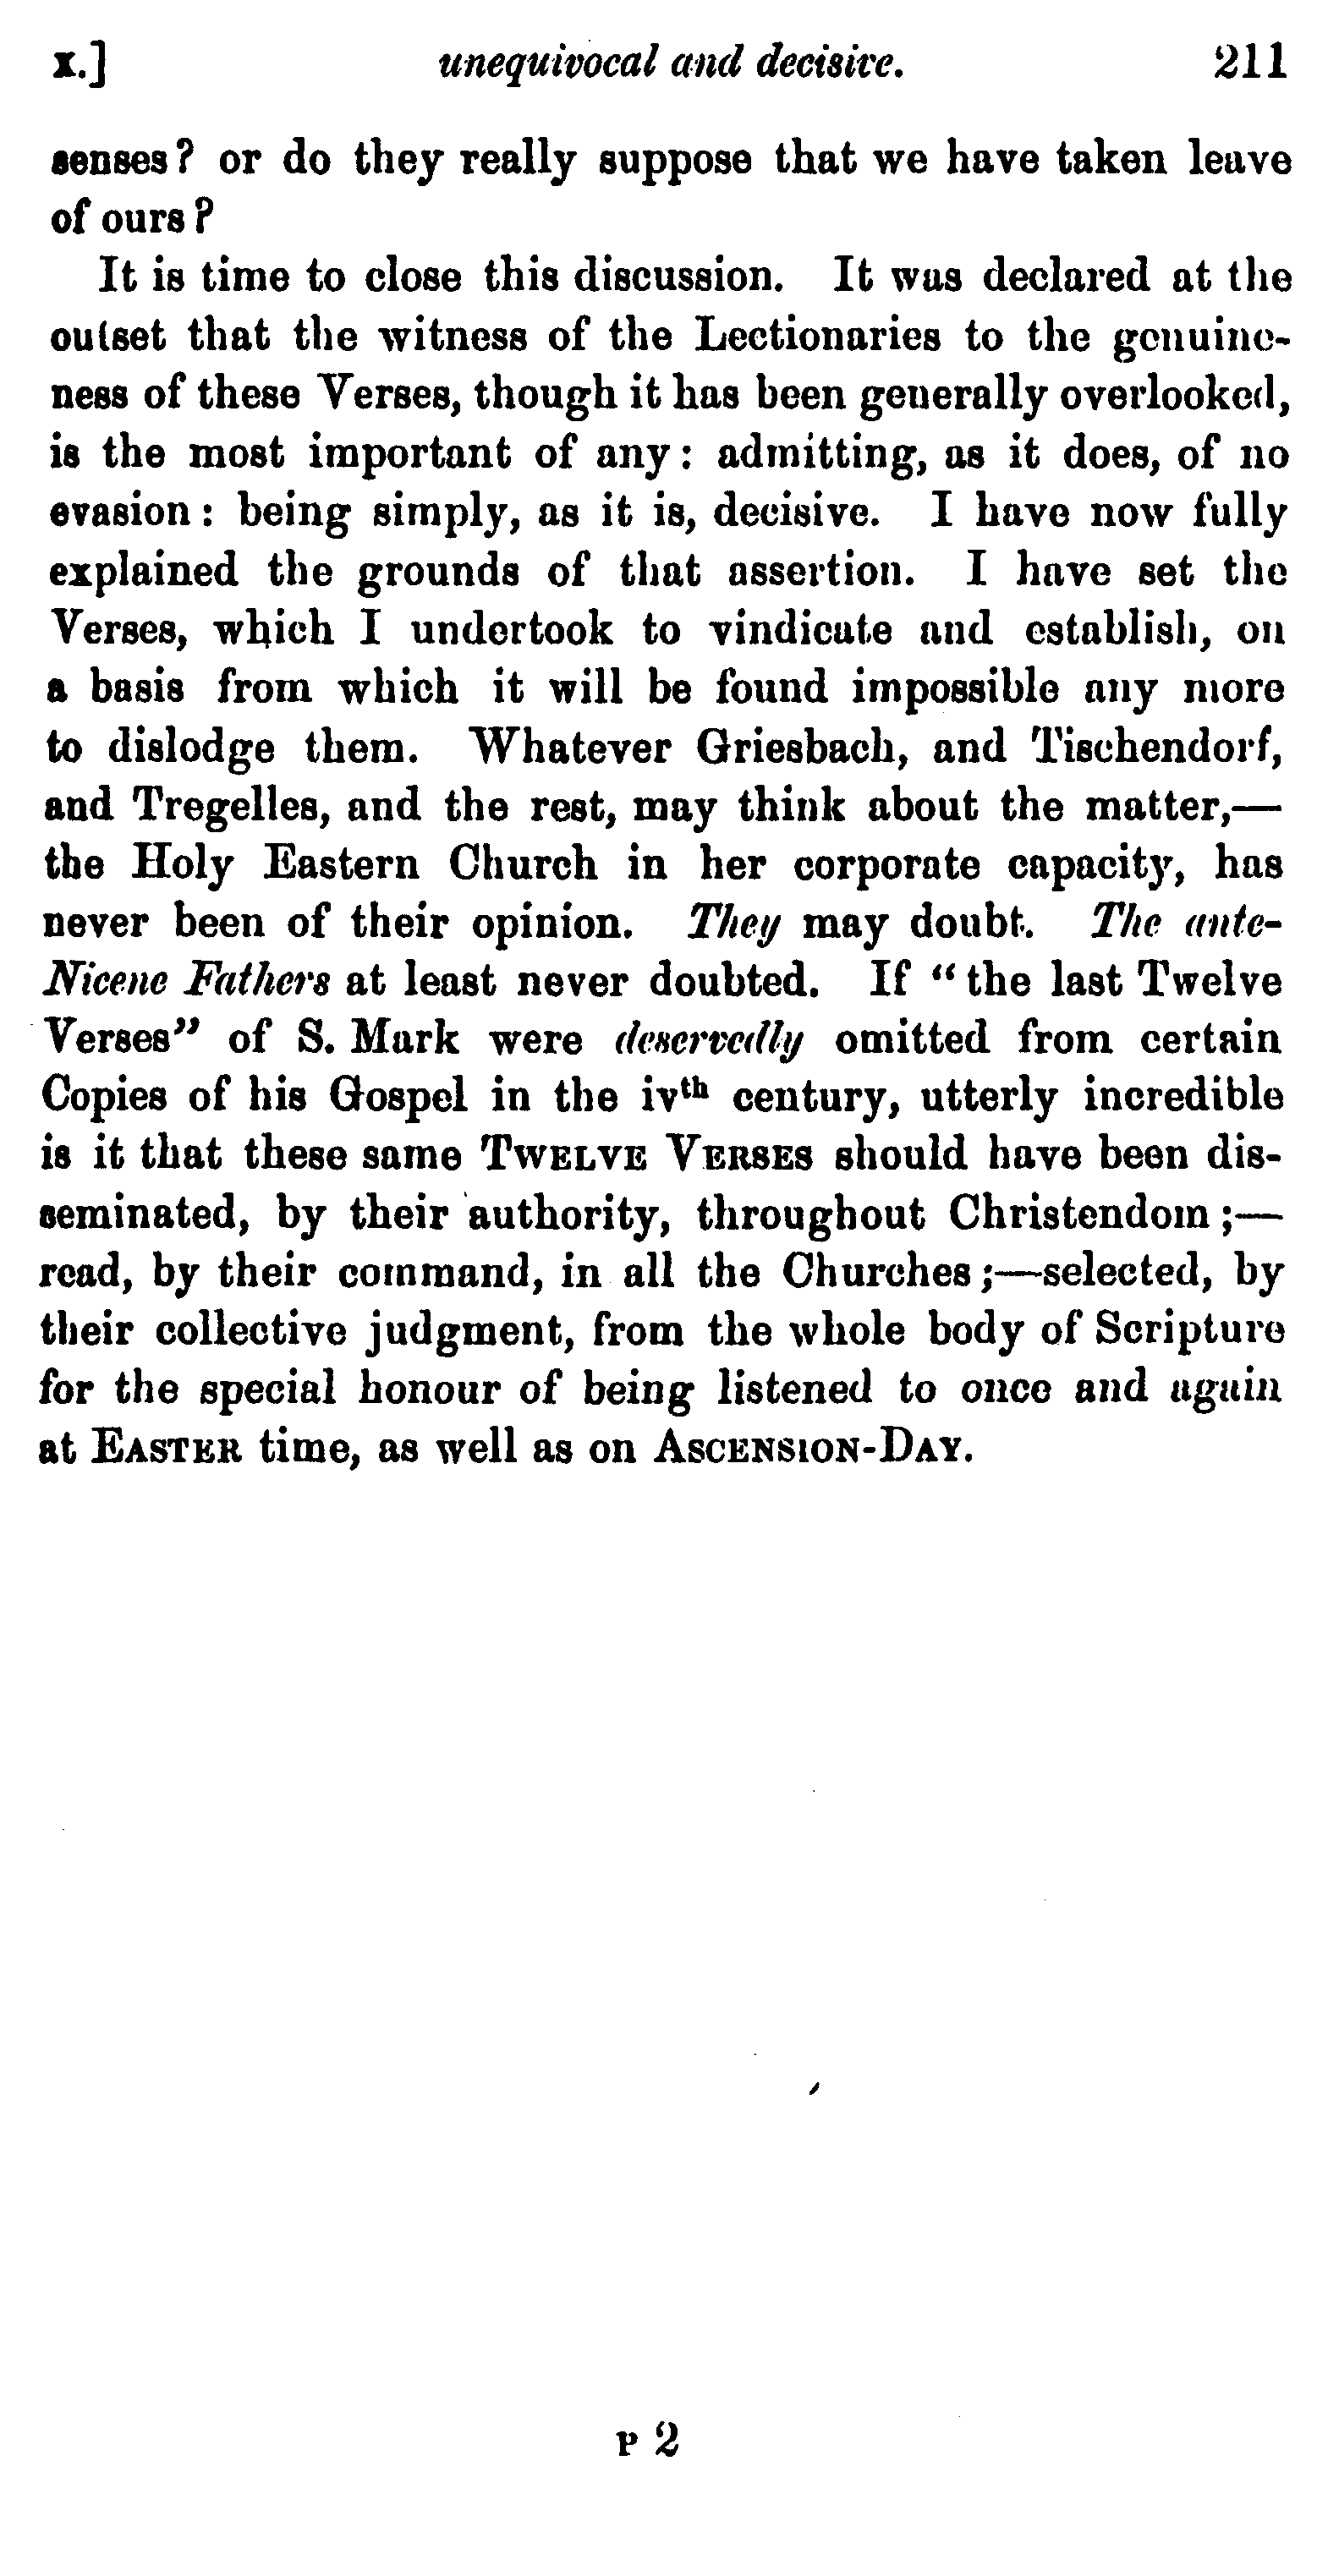 x.] unequivocal and decisive. 211
senses? or do they really suppose that we have taken leave
of ours?
It is time to close this discussion. It was declared at the
outset that the witness of the Lectionaries to the genuine-
ness of these Verses, though it has been generally overlooked,
is the most important of any: admitting, as it does, of no
evasion: being simply, as it is, decisive. I have now fully
explained the grounds of that assertion. I have set the
Verses, which I undertook to vindicate and establish, on
a basis from which it will be found impossible any more
to dislodge them. Whatever Griesbach, and Tischendorf,
and Tregelles, and the rest, may think about the matter,—
the Holy Eastern Church in her corporate capacity, has
never been of their opinion. They may doubt. The ante-
Nicene Fathers at least never doubted. If “the last Twelve
Verses” of S. Mark were deservedly omitted from certain
Copies of his Gospel in the ivth century, utterly incredible
is it that these same TWELVE VERSES should have been dis-
seminated, by their authority, throughout Christendom;—
read, by their command, in all the Churches;—selected, by
their collective judgment, from the whole body of Scripture
for the special honour of being listened to once and again
at EASTER time, as well as on ASCENSION-DAY.
P 2